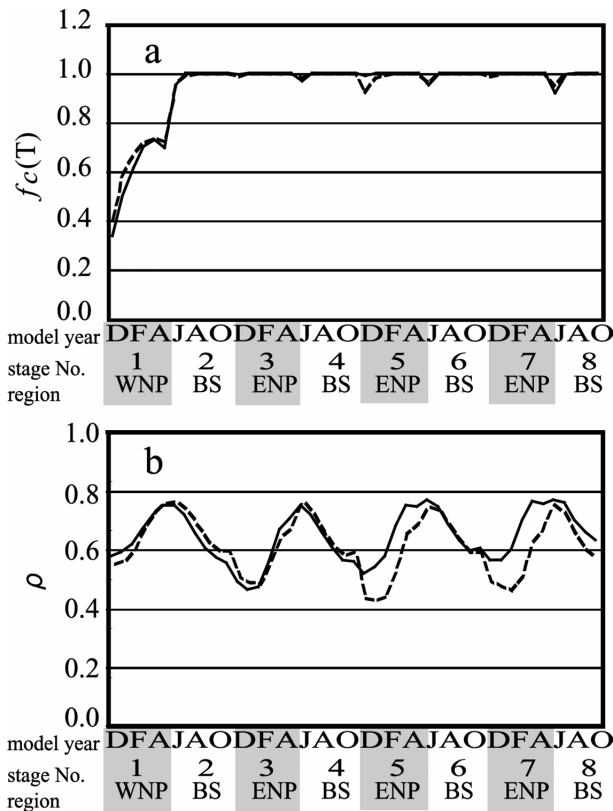 1.2
a
1.0
0.8
fc(T)
0.6
0.4
0.2
0.0
model year DFAJAODFAJAODFAJAODFAJAO
stage No. 1 2 3 4 5 6 7 8
region WNP BS ENP BS ENP BS ENP BS
1.0
b
0.8
0.6
ρ
0.4
0.2
0.0
model year DFAJAODFAJAODFAJAODFAJAO
stage No. 1 2 3 4 5 6 7 8
region WNP BS ENP BS ENP BS ENP BS